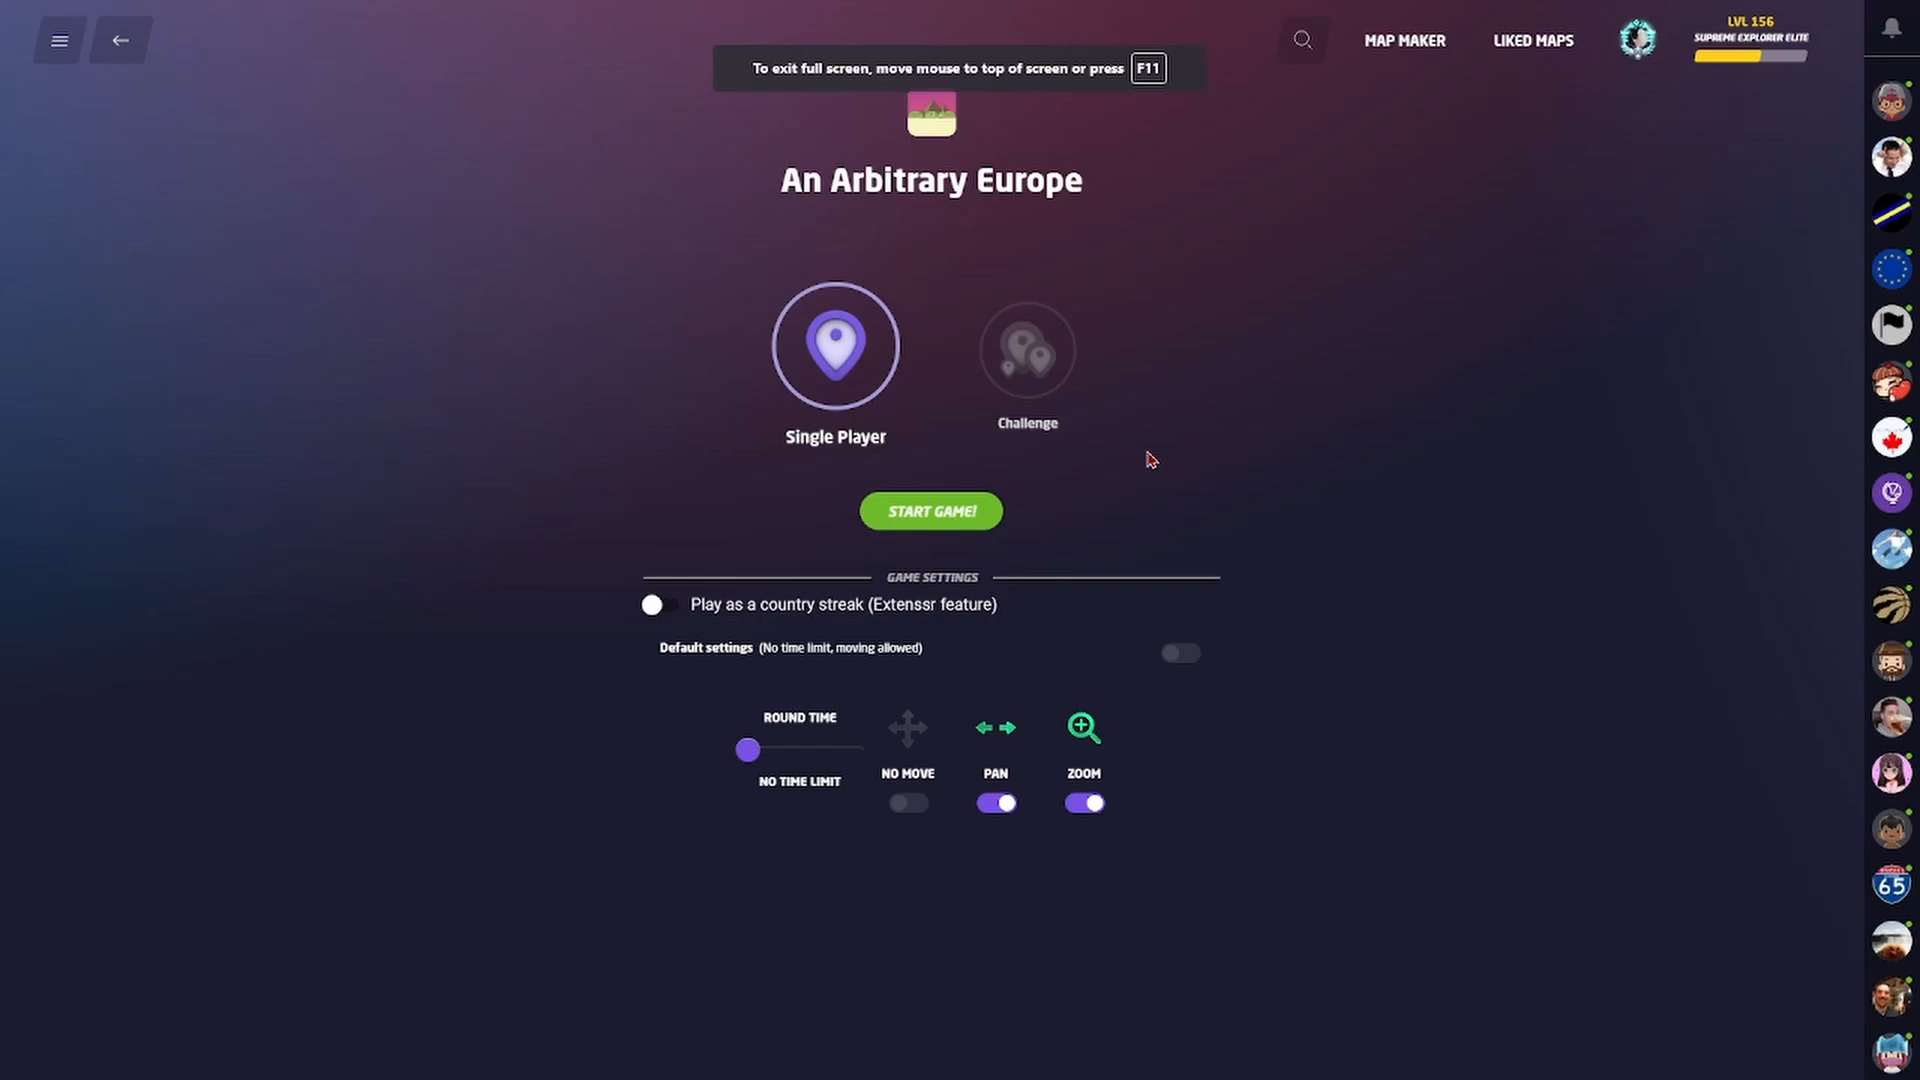 MAP MAKER
LIKED MAPS
LVL 156
SUPREME EXPLORER ELITE
To exit full screen, move mouse to top of screen or press F11
An Arbitrary Europe
Single Player
Challenge
START GAME!
GAME SETTINGS
Play as a country streak (Extenssr feature)
Default settings (No time limit, moving allowed)
ROUND TIME
NO TIME LIMIT
NO MOVE
PAN
ZOOM
65